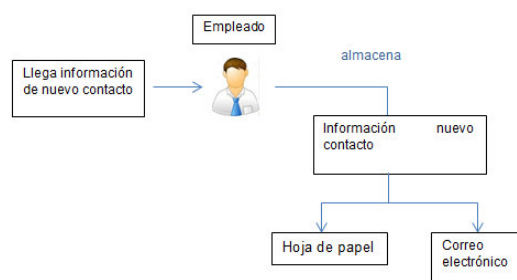 Empleado
almacena
Llega información
de nuevo contacto
Información nuevo
contacto
Hoja de papel
Correo
electrónico